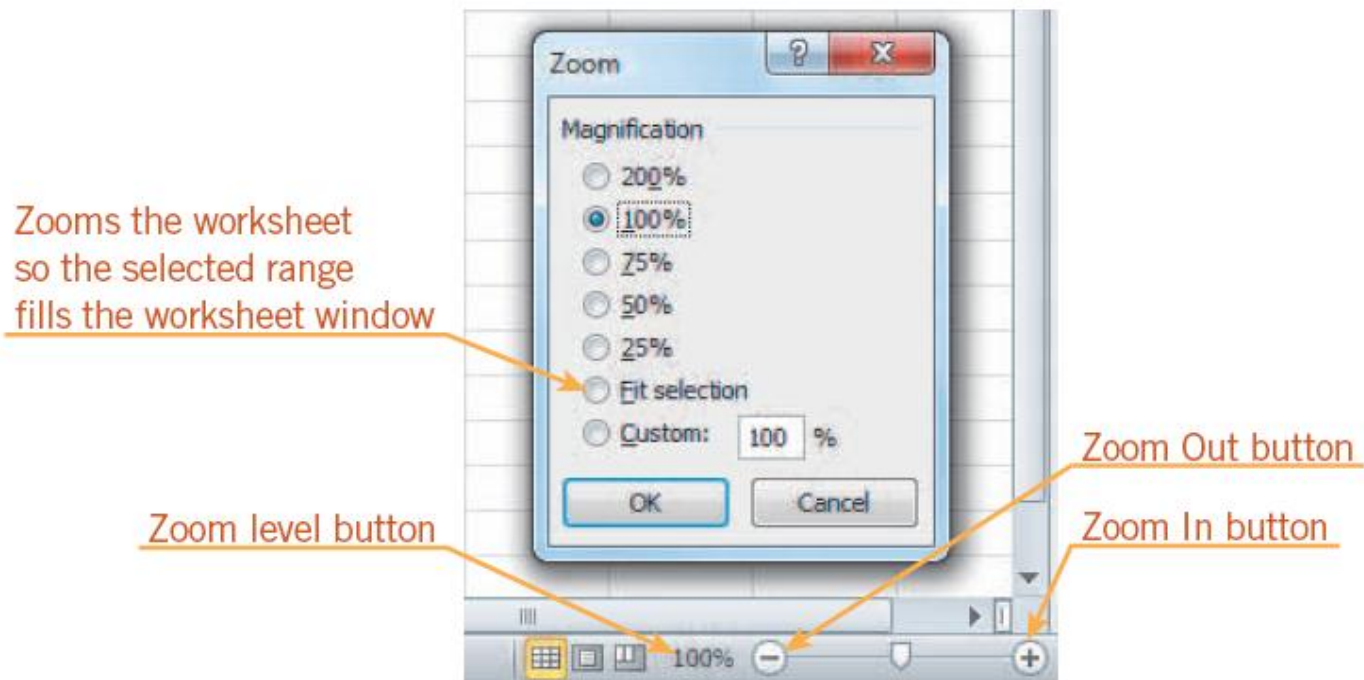 Zoom
Magnification
200%
100%
75%
50%
25%
Fit selection
Custom: 100 %
OK Cancel
Zooms the worksheet
so the selected range
fills the worksheet window
Zoom level button
Zoom Out button
Zoom In button
100%